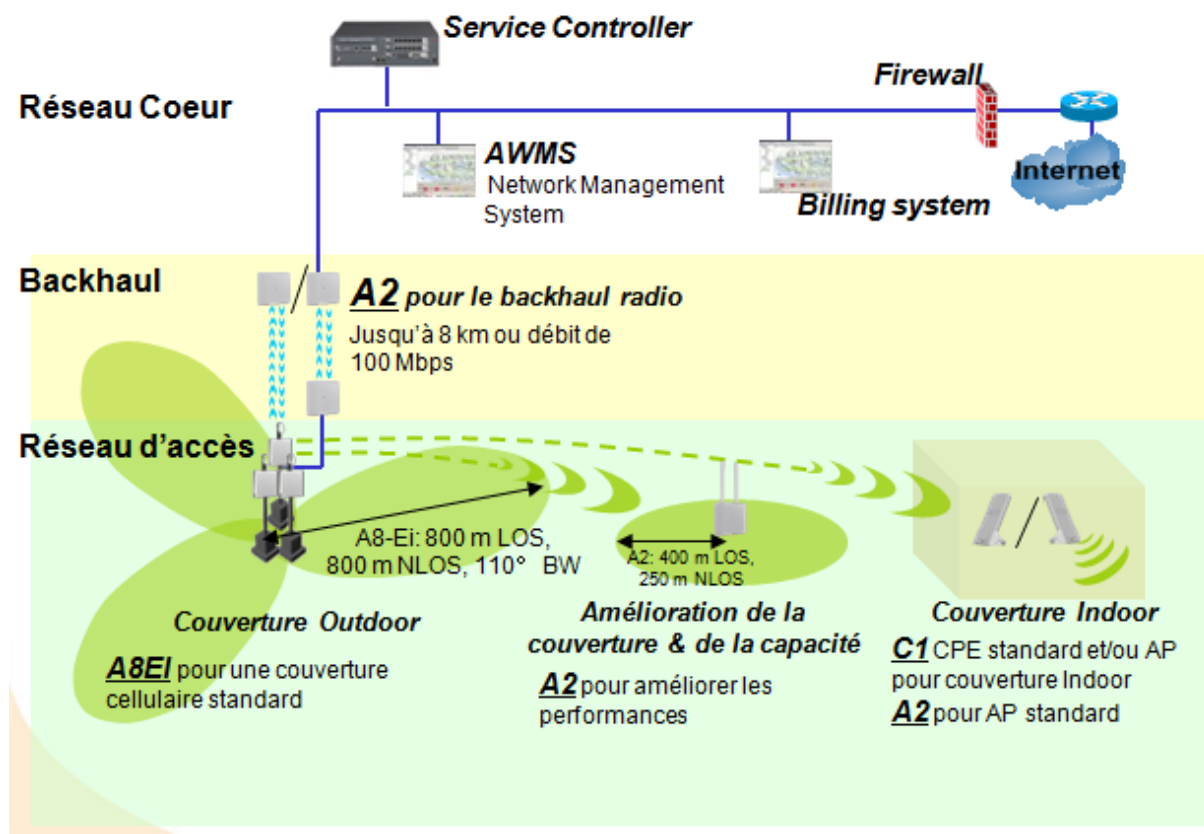 Service Controller
Firewall
Réseau Coeur
AWMS
Network Management
System
Internet
Billing system
Backhaul
A2 pour le backhaul radio
Jusqu'à 8 km ou débit de
100 Mbps
Réseau d'accès
A8-Ei: 800 m LOS,
800 m NLOS, 110° BW
A2: 400 m LOS,
250 m NLOS
Couverture Outdoor
A8EI pour une couverture
cellulaire standard
Amélioration de la
couverture & de la capacité
A2 pour améliorer les
performances
Couverture Indoor
C1 CPE standard et/ou AP
pour couverture Indoor
A2 pour AP standard